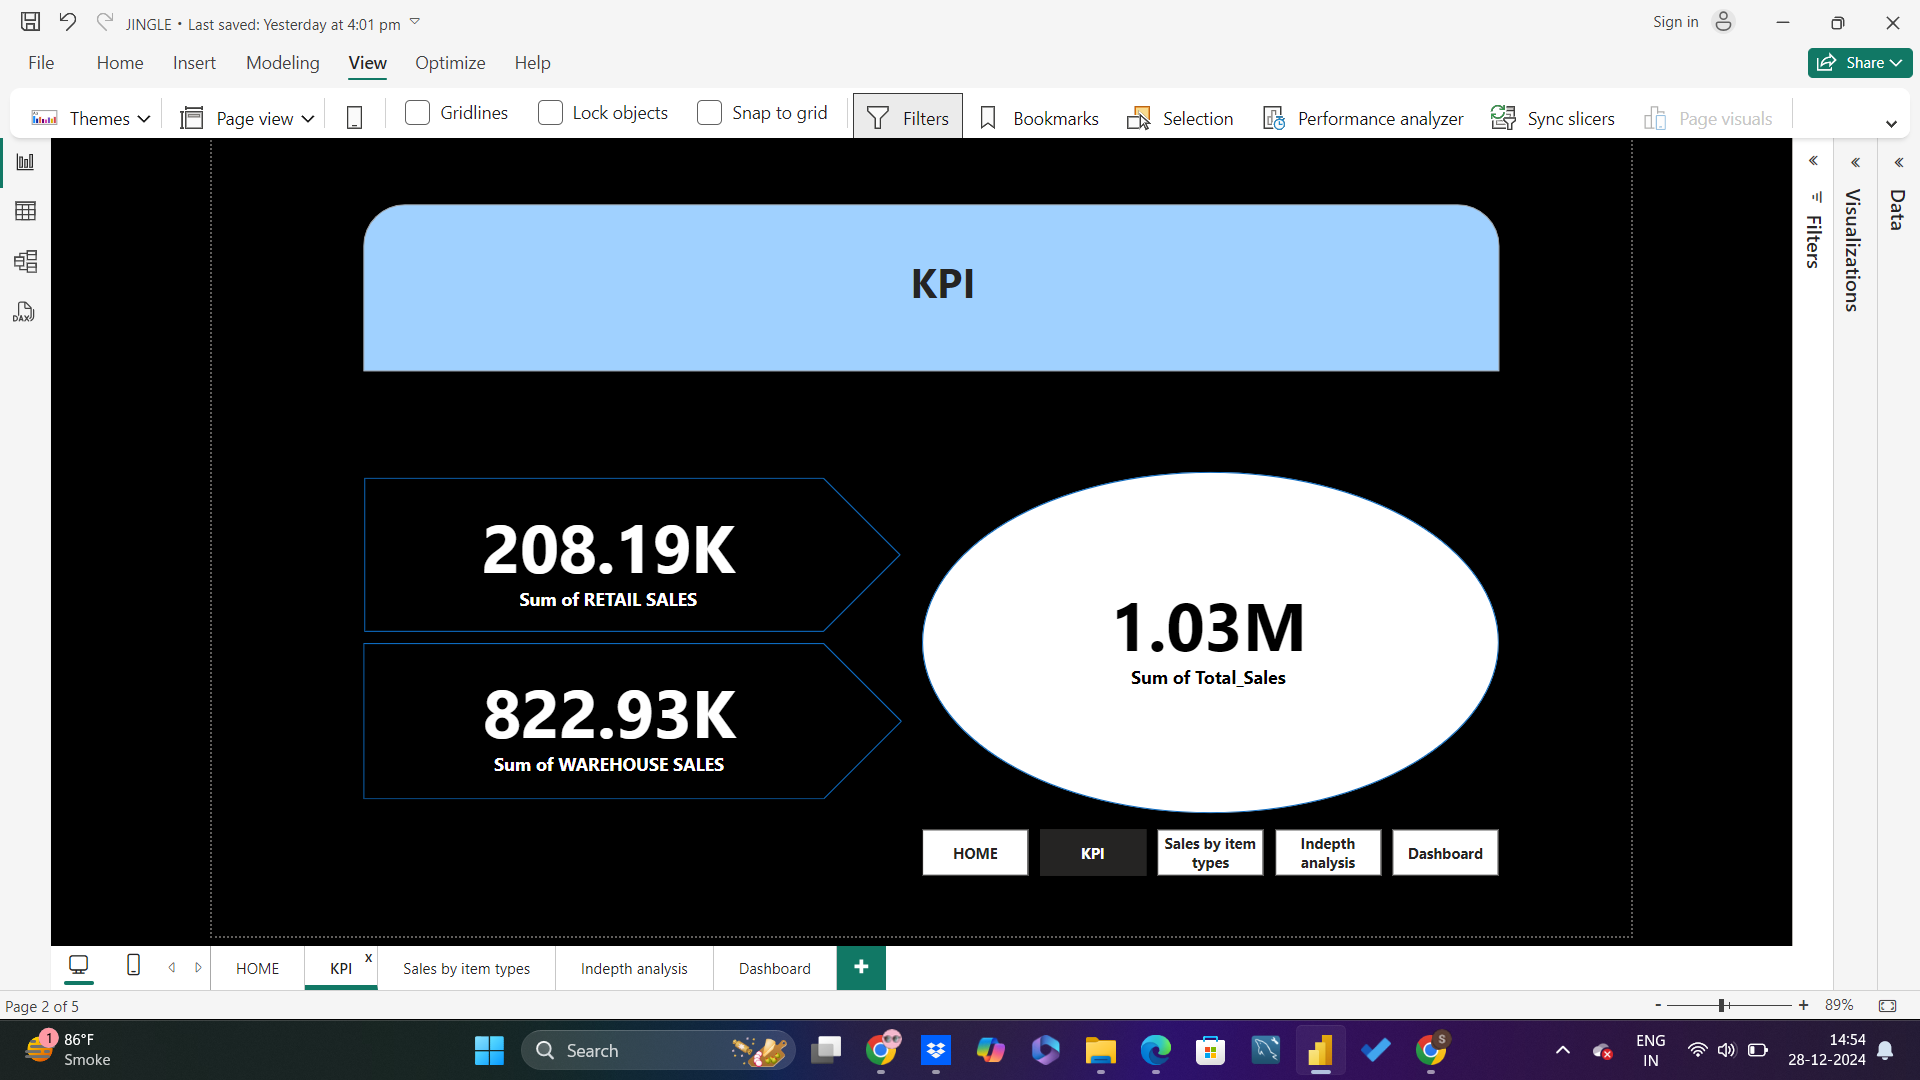 JINGLE • Last saved: Yesterday at 4:01 pm
Sign in
File Home Insert Modeling View Optimize Help
Share
Themes Page view Gridlines Lock objects Snap to grid Filters Bookmarks Selection Performance analyzer Sync slicers Page visuals
Filters
Visualizations
Data
DAX
KPI
208.19K
Sum of RETAIL SALES
822.93K
Sum of WAREHOUSE SALES
1.03M
Sum of Total_Sales
HOME
KPI
Sales by item
types
Indepth
analysis
Dashboard
HOME KPI x Sales by item types Indepth analysis Dashboard +
Page 2 of 5
- + 89%
1
86°F
Smoke
Search
S
ENG
IN
14:54
28-12-2024